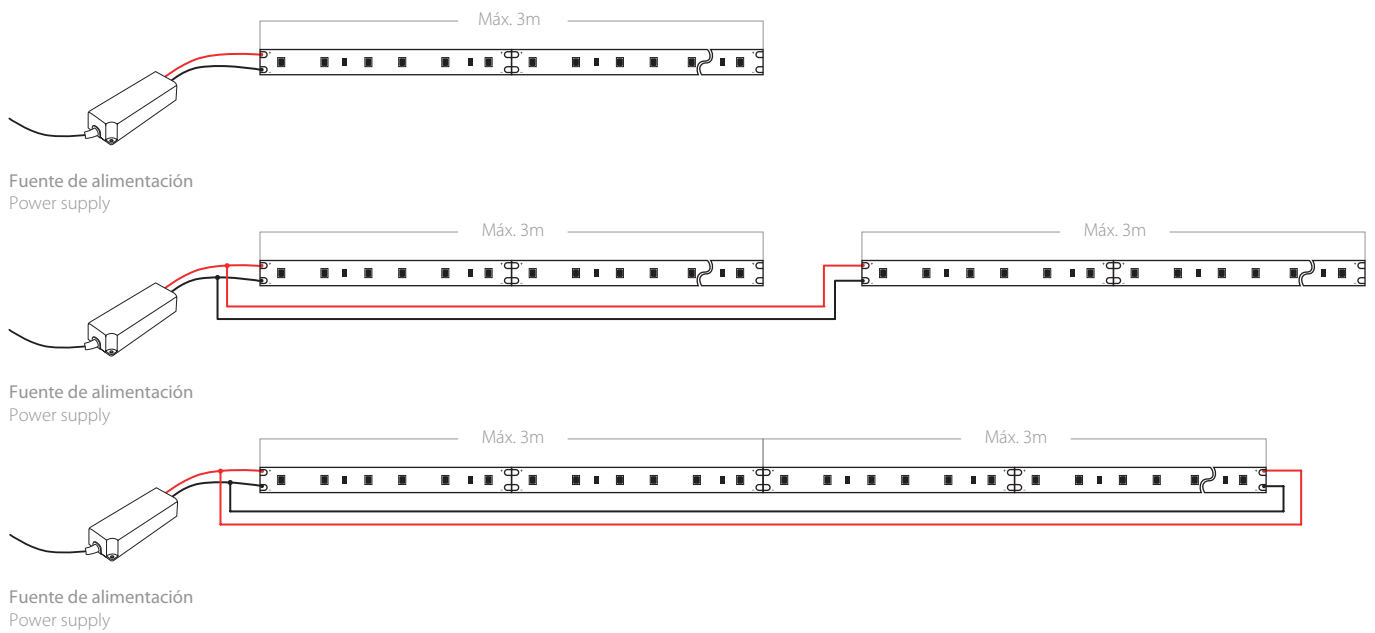 Máx. 3m
Fuente de alimentación
Power supply
Máx. 3m
Máx. 3m
Fuente de alimentación
Power supply
Máx. 3m
Máx. 3m
Fuente de alimentación
Power supply